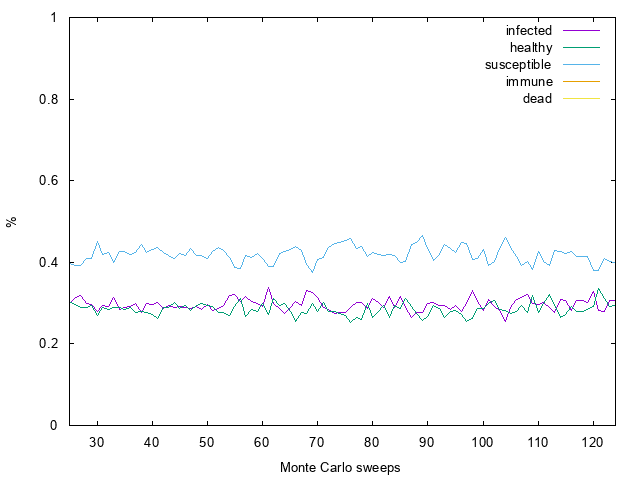 1
infected
healthy
susceptible
immune
dead
0.8
0.6
%
0.4
0.2
0
30 40 50 60 70 80 90 100 110 120
Monte Carlo sweeps